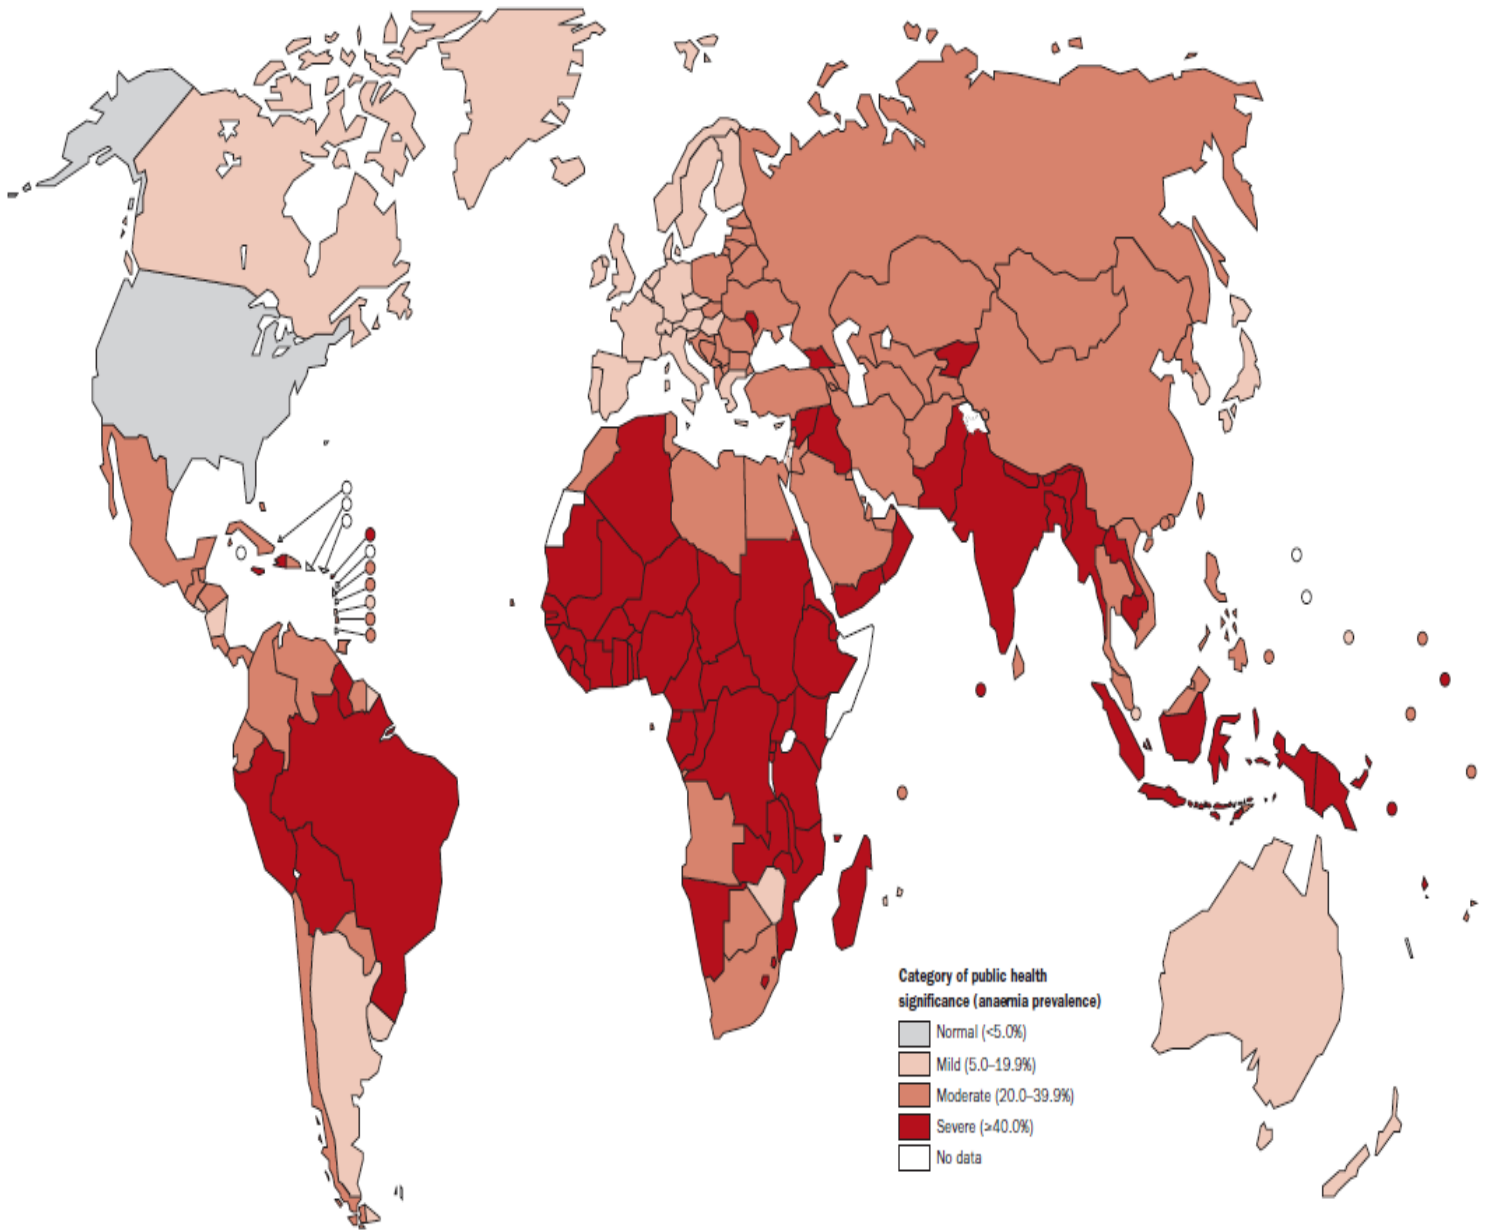 Category of public health
significance (anaemia prevalence)
Normal (<5.0%)
Mild (5.0–19.9%)
Moderate (20.0–39.9%)
Severe (≥40.0%)
No data